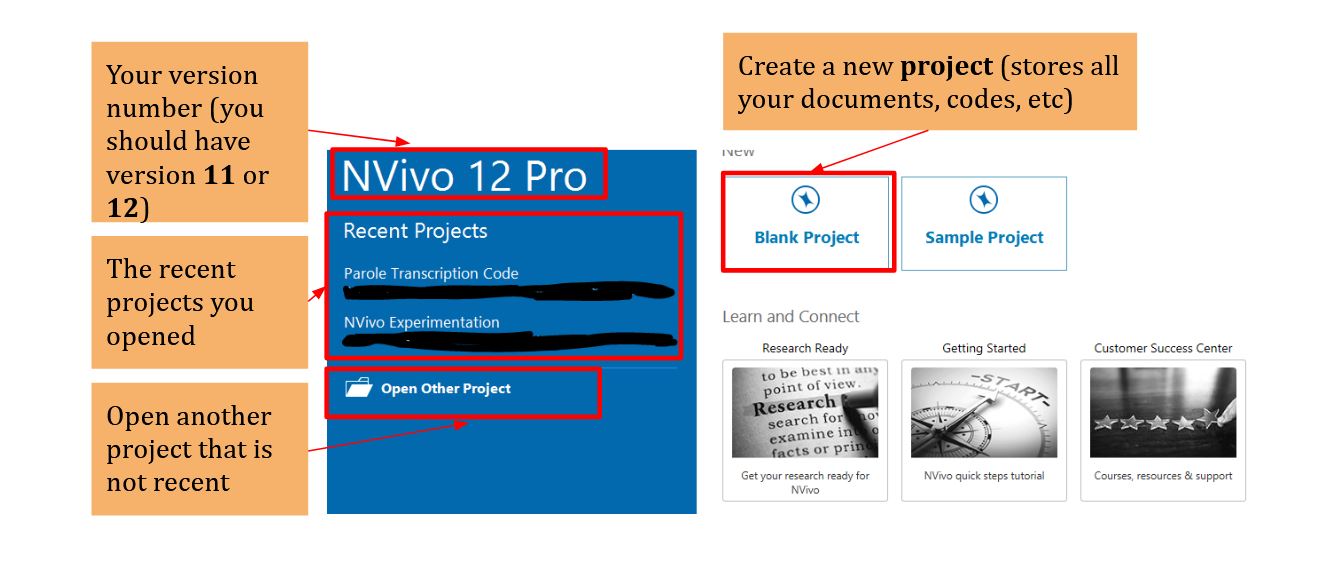 Your version
number (you
should have
version 11 or
12)
The recent
projects you
opened
Open another
project that is
not recent
NVivo 12 Pro
Recent Projects
Parole Transcription Code
NVivo Experimentation
Open Other Project
Create a new project (stores all
your documents, codes, etc)
New
Blank Project
Sample Project
Learn and Connect
Research Ready
to be best in any
point of view.
Research
search for
examine
facts or
Get your research ready for
NVivo
Getting Started
START
NVivo quick steps tutorial
Customer Success Center
Courses, resources & support